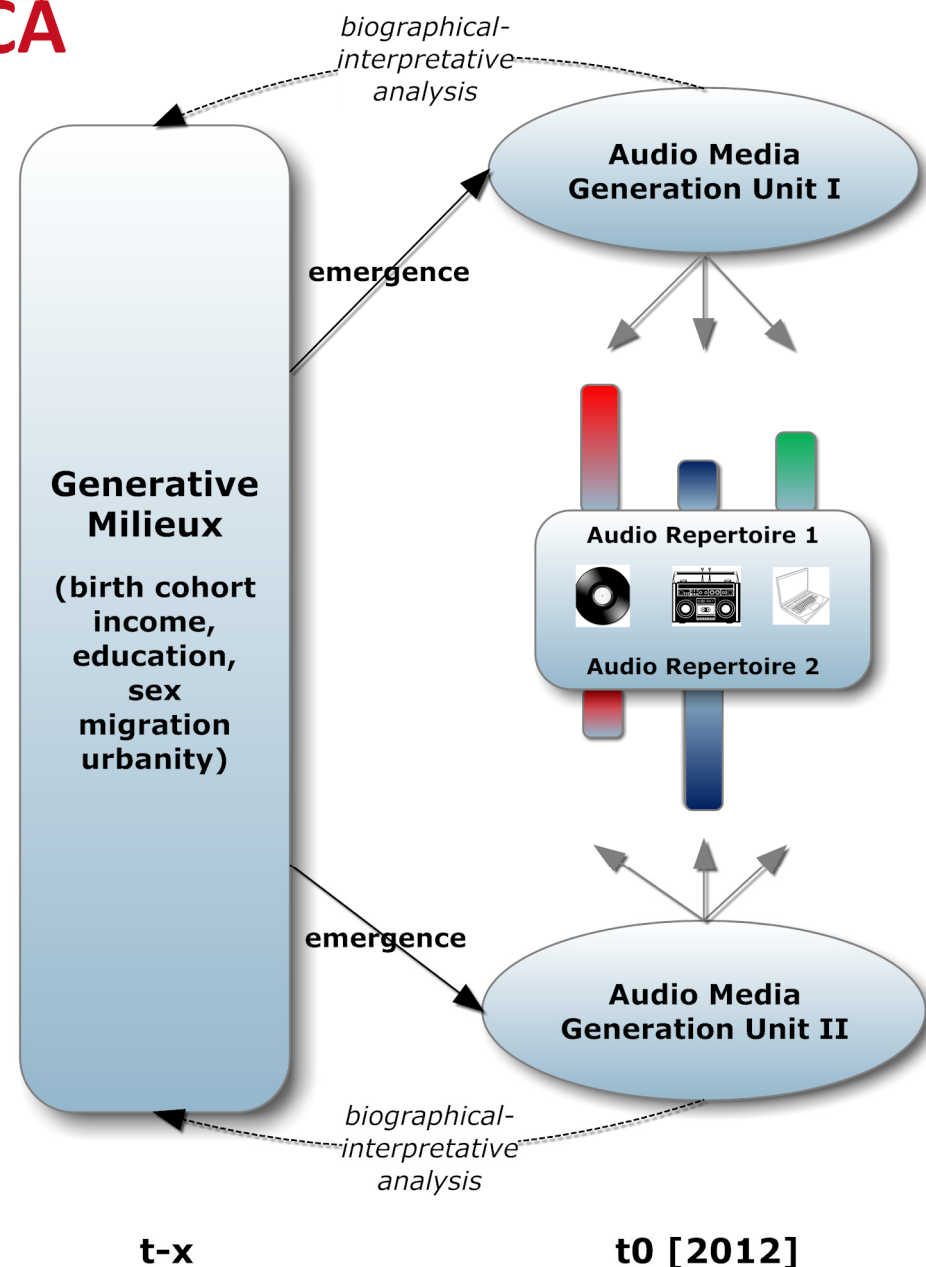 CA
biographical-
interpretative
analysis
Audio Media
Generation Unit I
emergence
Generative
Milieux
(birth cohort
income,
education,
sex
migration
urbanity)
Audio Repertoire 1
Audio Repertoire 2
emergence
Audio Media
Generation Unit II
biographical-
interpretative
analysis
t-x
t0 [2012]